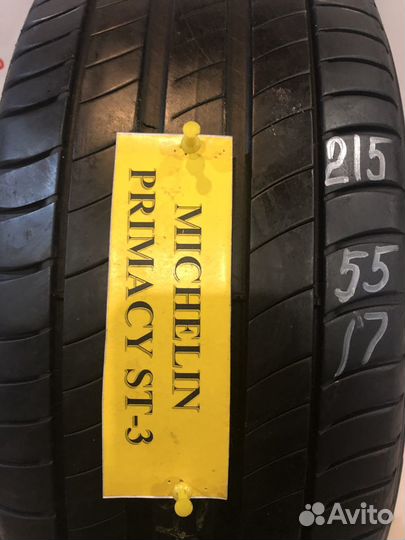 MICHELIN
PRIMACY ST-3
215
55
17
Avito